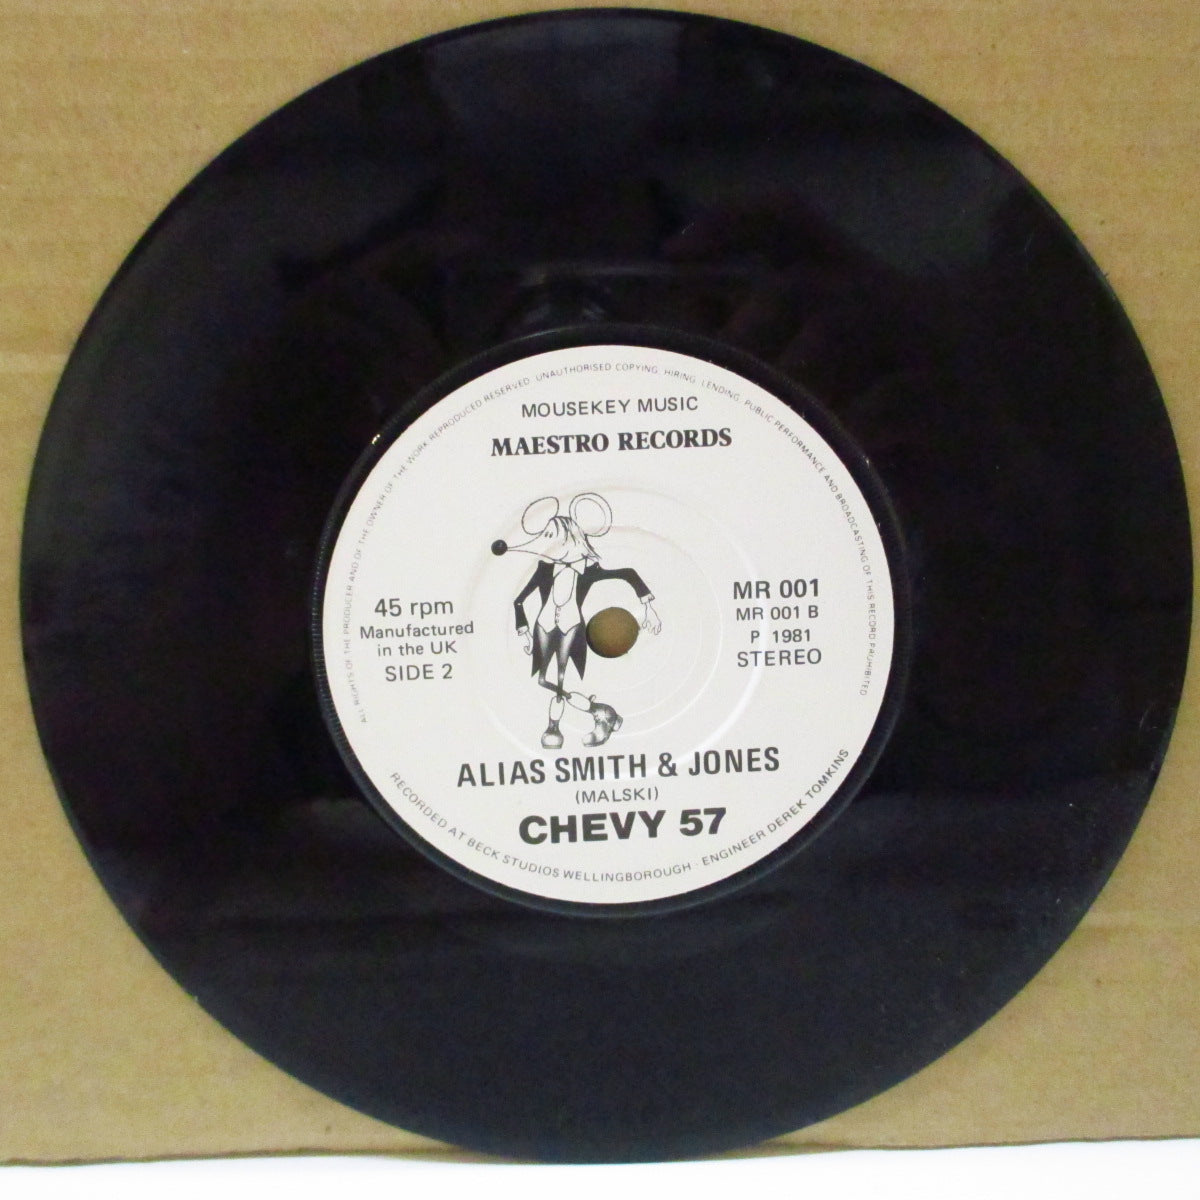 ALL RIGHTS OF THE PRODUCER AND OF THE OWNER OF THE WORK REPRODUCED RESERVED. UNAUTHORISED COPYING, HIRING, LENDING, PUBLIC PERFORMANCE AND BROADCASTING OF THIS RECORD PROHIBITED
MOUSEKEY MUSIC
MAESTRO RECORDS
45 rpm
Manufactured
in the UK
SIDE 2
MR 001
MR 001 B
P 1981
STEREO
ALIAS SMITH & JONES
(MALSKI)
CHEVY 57
RECORDED AT BECK STUDIOS WELLINGBOROUGH · ENGINEER DEREK TOMKINS